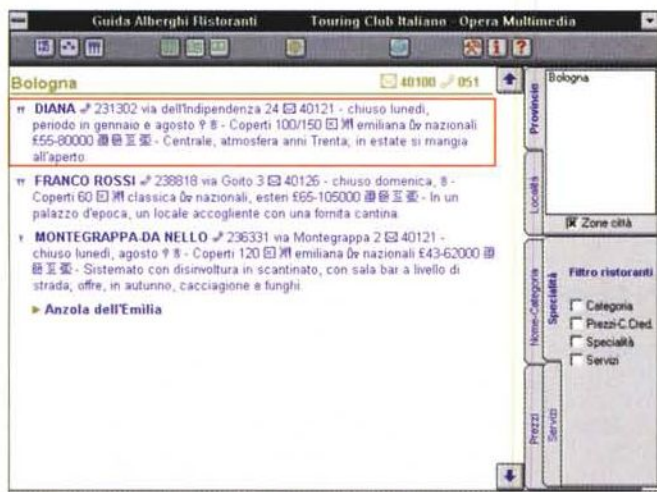 Guida Alberghi Ristoranti Touring Club Italiano - Opera Multimedia
Bologna 40100 051
DIANA 231302 via dell'Indipendenza 24 40121 - chiuso lunedì,
periodo in gennaio e agosto 8 - Coperti 100/150 emiliana nazionali
£55-80000 - Centrale, atmosfera anni Trenta; in estate si mangia
all'aperto.
FRANCO ROSSI 238818 via Goito 3 40126 - chiuso domenica, 8 -
Coperti 60 classica nazionali, esteri £65-105000 - In un
palazzo d'epoca, un locale accogliente con una fornita cantina.
MONTEGRAPPA-DA NELLO 236331 via Montegrappa 2 40121 -
chiuso lunedì, agosto 8 - Coperti 120 emiliana nazionali £43-62000
- Sistemato con disinvoltura in scantinato, con sala bar a livello di
strada; offre, in autunno, cacciagione e funghi.
Anzola dell'Emilia
Provincie
Località
Bologna
Zone città
Nome-Categoria
Specialità
Prezzi
Servizi
Filtro ristoranti
Categoria
Prezzi-C.Cred.
Specialità
Servizi